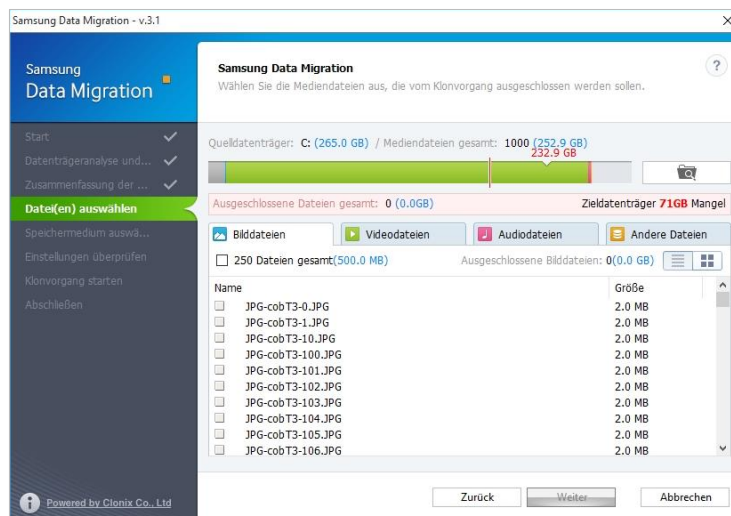 Samsung Data Migration - v.3.1
Samsung
Data Migration
Start
Datenträgeranalyse und...
Zusammenfassung der ...
Datei(en) auswählen
Speichermedium auswä...
Einstellungen überprüfen
Klonvorgang starten
Abschließen
Powered by Clonix Co., Ltd
Samsung Data Migration
Wählen Sie die Mediendateien aus, die vom Klonvorgang ausgeschlossen werden sollen.
?
Quelldatenträger: C: (265.0 GB) / Mediendateien gesamt: 1000 (252.9 GB)
232.9 GB
Ausgeschlossene Dateien gesamt: 0 (0.0GB) Zieldatenträger 71GB Mangel
Bilddateien Videodateien Audiodateien Andere Dateien
250 Dateien gesamt(500.0 MB) Ausgeschlossene Bilddateien: 0(0.0 GB)
Name Größe
JPG-cobT3-0.JPG 2.0 MB
JPG-cobT3-1.JPG 2.0 MB
JPG-cobT3-10.JPG 2.0 MB
JPG-cobT3-100.JPG 2.0 MB
JPG-cobT3-101.JPG 2.0 MB
JPG-cobT3-102.JPG 2.0 MB
JPG-cobT3-103.JPG 2.0 MB
JPG-cobT3-104.JPG 2.0 MB
JPG-cobT3-105.JPG 2.0 MB
JPG-cobT3-106.JPG 2.0 MB
Zurück Weiter Abbrechen